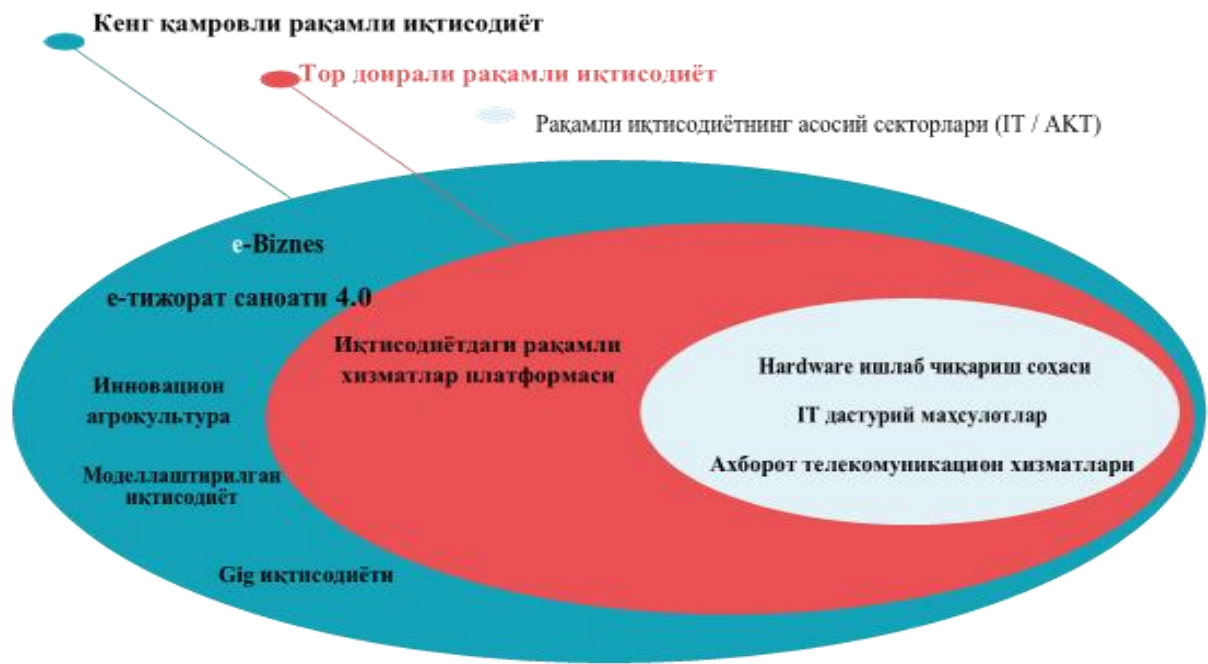 Кенг қамровли рақамли иқтисодиёт
Тор доирали рақамли иқтисодиёт
Рақамли иқтисодиётнинг асосий секторлари (IT / АКТ)
e-Biznes
е-тижорат саноати 4.0
Иқтисодиётдаги рақамли
хизматлар платформаси
Инновацион
агрокультура
Моделлаштирилган
иқтисодиёт
Gig иқтисодиёти
Hardware ишлаб чиқариш соҳаси
IT дастурий маҳсулотлар
Ахборот телекомуникацион хизматлари